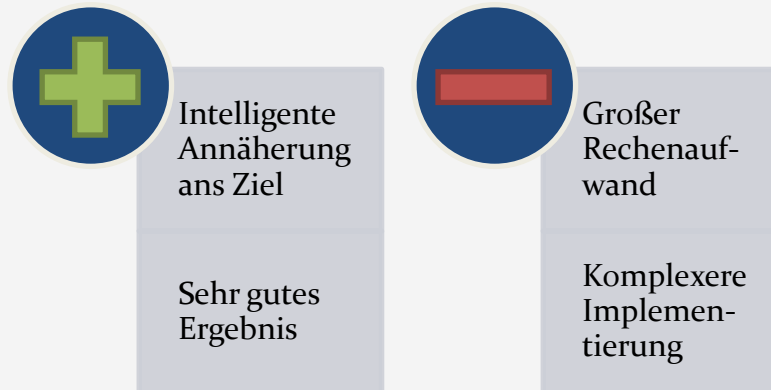 Intelligente
Annäherung
ans Ziel
Sehr gutes
Ergebnis
Großer
Rechenauf-
wand
Komplexere
Implemen-
tierung